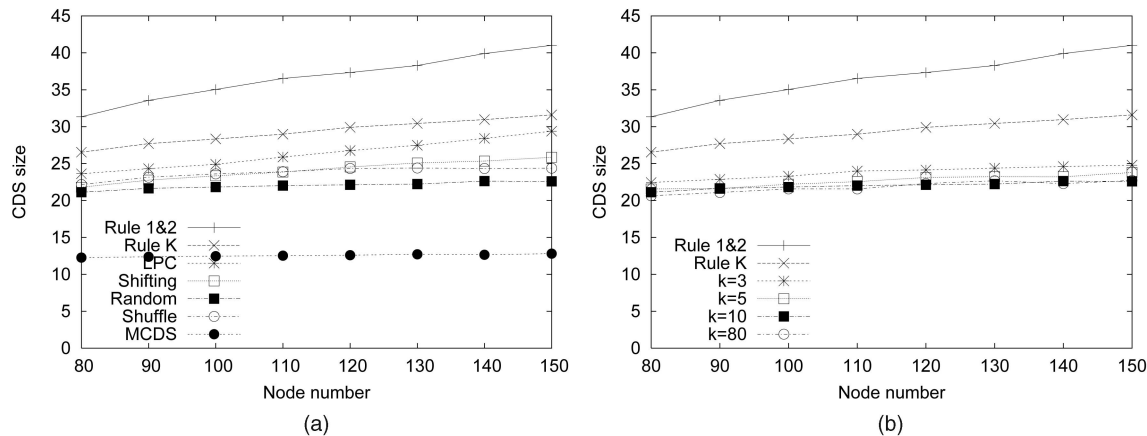 45
40
35
30
25
20
15
10
5
0
CDS size
Rule 1&2
Rule K
LPC
Shifting
Random
Shuffle
MCDS
80 90 100 110 120 130 140 150
Node number
(a)
45
40
35
30
25
20
15
10
5
0
CDS size
Rule 1&2
Rule K
k=3
k=5
k=10
k=80
80 90 100 110 120 130 140 150
Node number
(b)